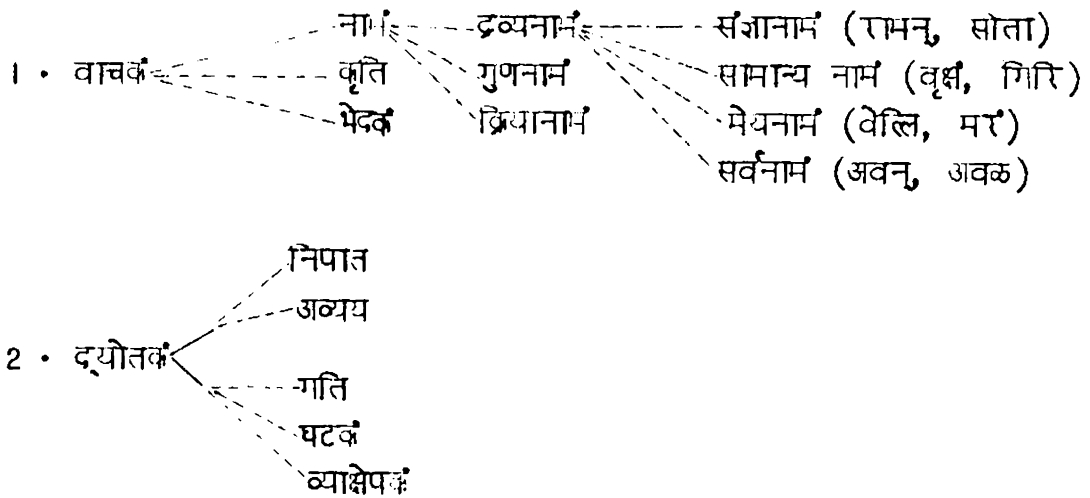 नामं द्रव्यनामं संज्ञानामं (रामन्, सीता)
1 · वाचकं कृति गुणनामं सामान्य नामं (वृक्षं, गिरि)
भेदकं क्रियानामं मेयनामं (वेल्लि, मरं)
सर्वनामं (अवन्, अवळ)
निपात
अव्यय
2 · द्योतकं
गति
घटकं
व्याक्षेपकं